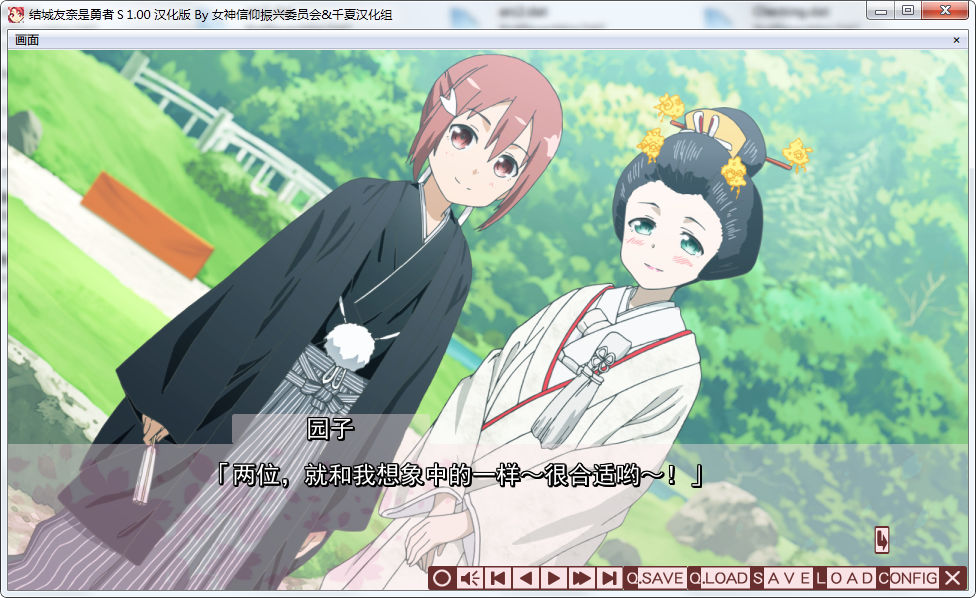 结城友奈是勇者 S 1.00 汉化版 By 女神信仰振兴委员会&千夏汉化组
画面
园子
「两位，就和我想象中的一样～很合适哟～！」
Q.SAVE Q.LOAD SAVE LOAD CONFIG